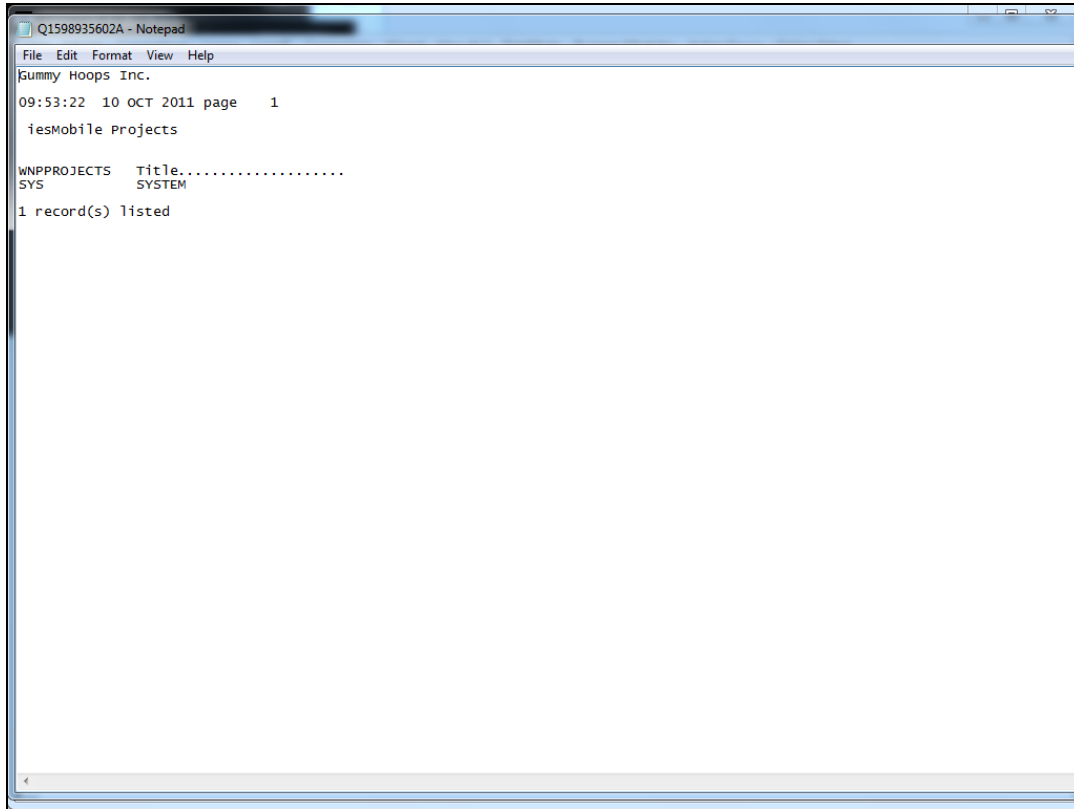 Q1598935602A - Notepad
File Edit Format View Help
Gummy Hoops Inc.
09:53:22  10 OCT 2011 page    1
iesMobile Projects
WNPPROJECTS   Title....................
SYS           SYSTEM
1 record(s) listed